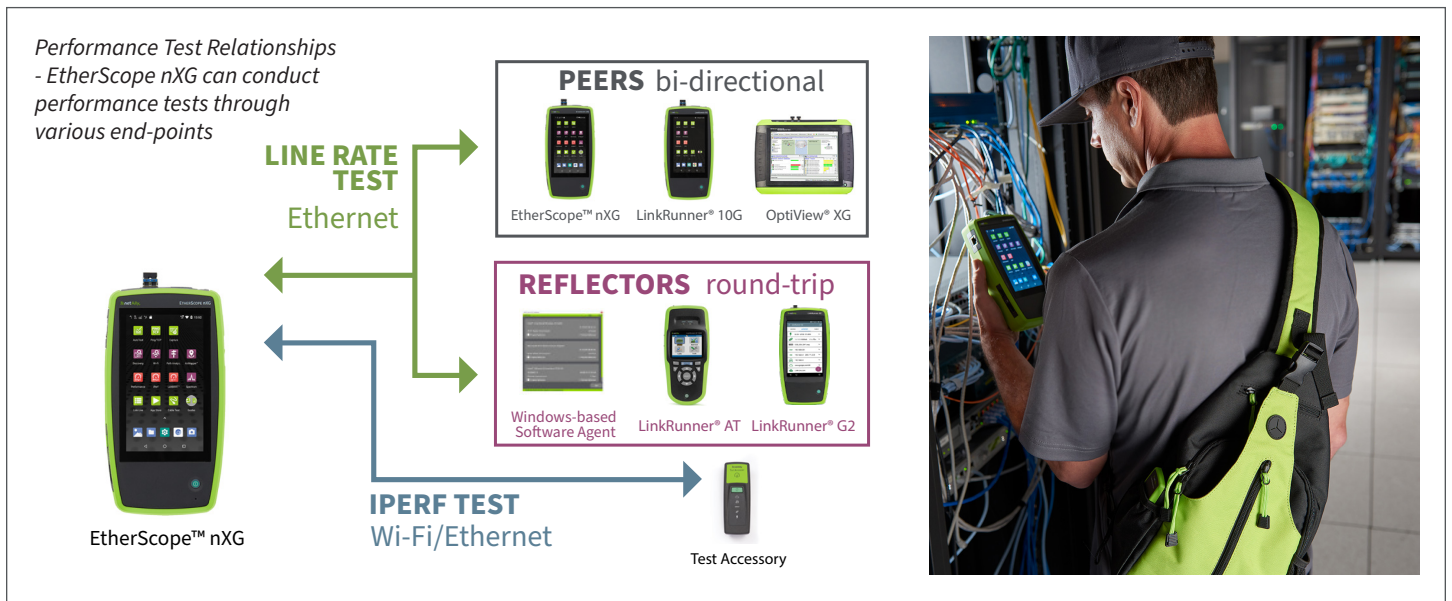 Performance Test Relationships
- EtherScope nXG can conduct
performance tests through
various end-points
LINE RATE
TEST
Ethernet
PEERS bi-directional
EtherScope™ nXG LinkRunner® 10G OptiView® XG
REFLECTORS round-trip
Windows-based
Software Agent
LinkRunner® AT LinkRunner® G2
EtherScope™ nXG
IPERF TEST
Wi-Fi/Ethernet
Test Accessory